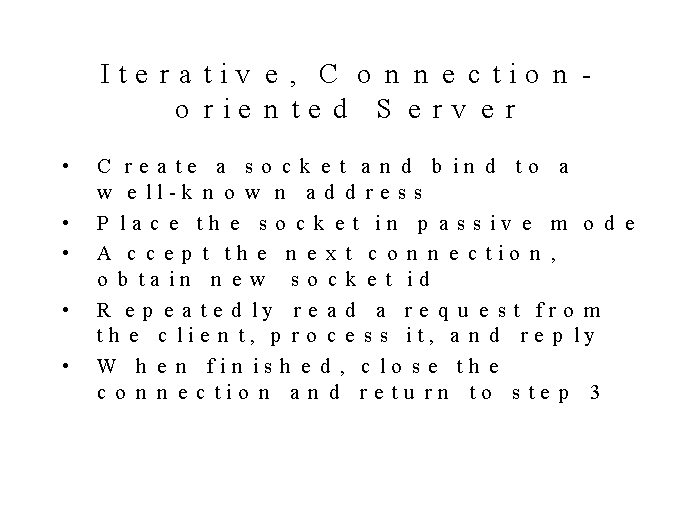 Iterative, Connection-
oriented Server
• Create a socket and bind to a
well-known address
• Place the socket in passive mode
• Accept the next connection,
obtain new socket id
• Repeatedly read a request from
the client, process it, and reply
• When finished, close the
connection and return to step 3